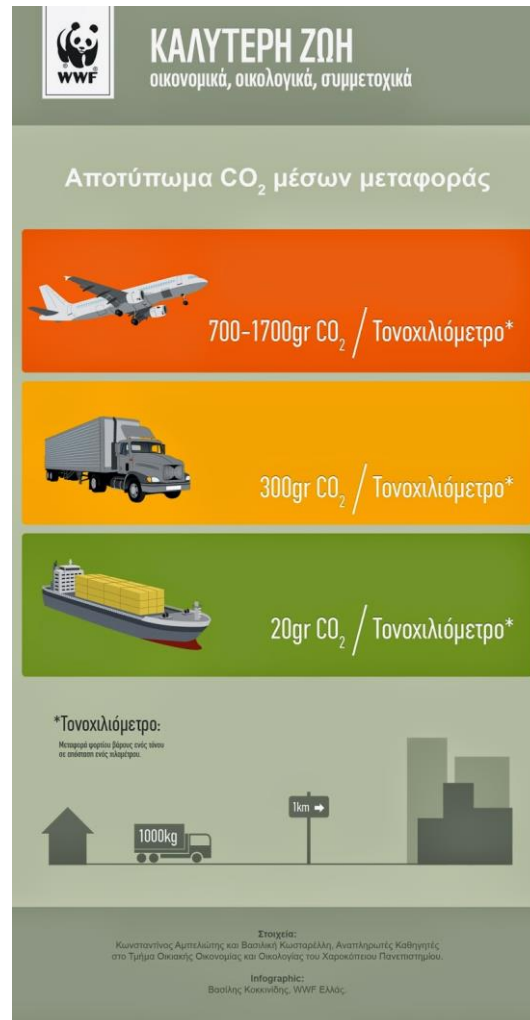 WWF
ΚΑΛΥΤΕΡΗ ΖΩΗ
οικονομικά, οικολογικά, συμμετοχικά
Αποτύπωμα CO₂ μέσων μεταφοράς
700-1700gr CO₂ / Τονοχιλιόμετρο*
300gr CO₂ / Τονοχιλιόμετρο*
20gr CO₂ / Τονοχιλιόμετρο*
*Τονοχιλιόμετρο:
Μεταφορά φορτίου βάρους ενός τόνου
σε απόσταση ενός χιλομέτρου.
1km →
1000kg
Στοιχεία:
Κωνσταντίνος Αμπελιώτης και Βασιλική Κωσταρέλλη, Αναπληρωτές Καθηγητές
στο Τμήμα Οικιακής Οικονομίας και Οικολογίας του Χαροκόπειου Πανεπιστημίου.
Infographic:
Βασίλης Κοκκινίδης, WWF Ελλάς.